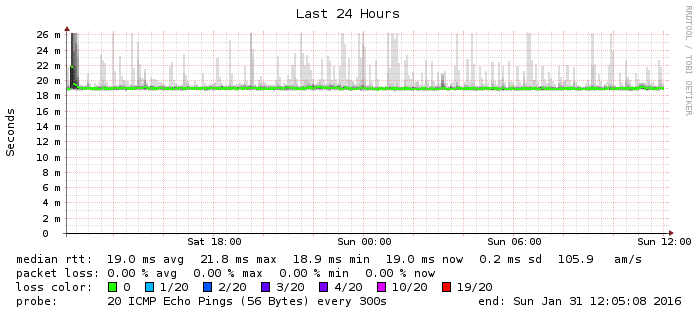 Last 24 Hours
RRDTOOL / TOBI OETIKER
Seconds
26 m
24 m
22 m
20 m
18 m
16 m
14 m
12 m
10 m
8 m
6 m
4 m
2 m
0
Sat 18:00 Sun 00:00 Sun 06:00 Sun 12:00
median rtt: 19.0 ms avg 21.8 ms max 18.9 ms min 19.0 ms now 0.2 ms sd 105.9 am/s
packet loss: 0.00 % avg 0.00 % max 0.00 % min 0.00 % now
loss color: 0 1/20 2/20 3/20 4/20 10/20 19/20
probe: 20 ICMP Echo Pings (56 Bytes) every 300s end: Sun Jan 31 12:05:08 2016